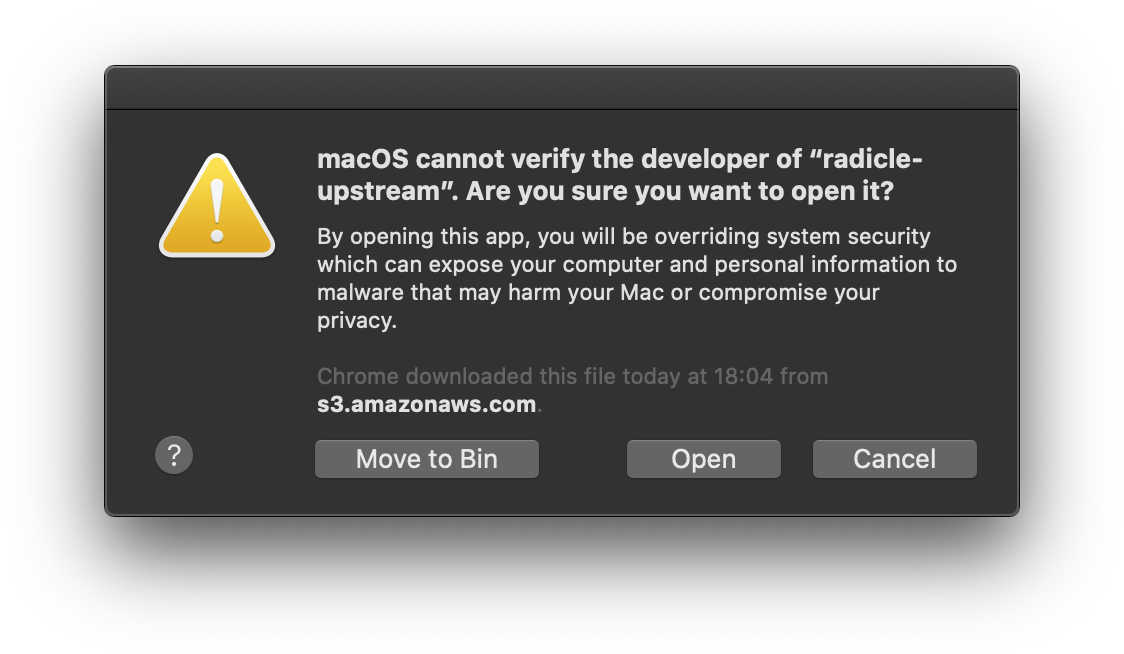 macOS cannot verify the developer of “radicle-
upstream”. Are you sure you want to open it?
By opening this app, you will be overriding system security
which can expose your computer and personal information to
malware that may harm your Mac or compromise your
privacy.
Chrome downloaded this file today at 18:04 from
s3.amazonaws.com.
?
Move to Bin
Open
Cancel